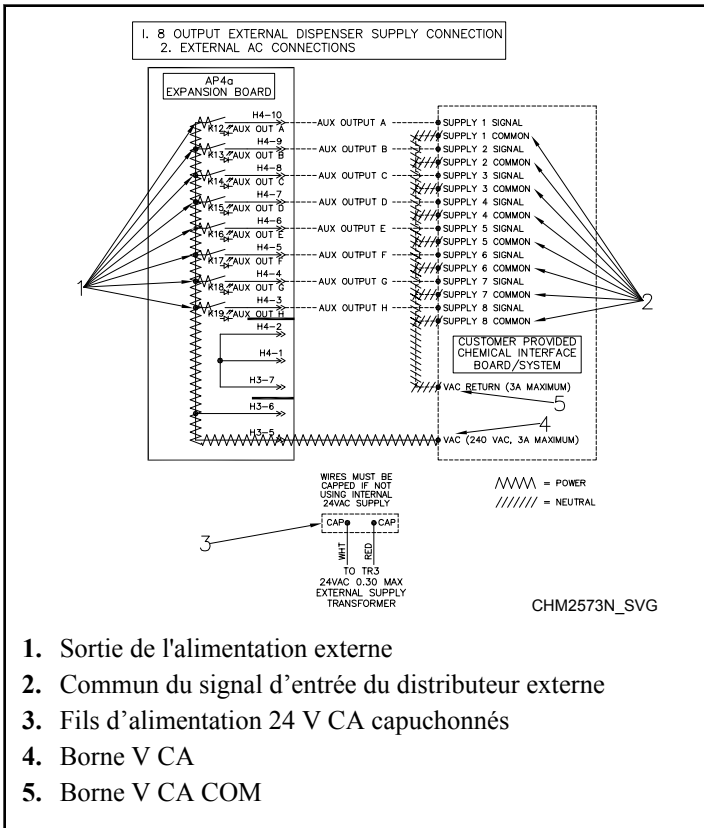 1. 8 OUTPUT EXTERNAL DISPENSER SUPPLY CONNECTION
2. EXTERNAL AC CONNECTIONS
AP4a
EXPANSION BOARD
H4-10
K12 AUX OUT A
AUX OUTPUT A
SUPPLY 1 SIGNAL
SUPPLY 1 COMMON
H4-9
K13 AUX OUT B
AUX OUTPUT B
SUPPLY 2 SIGNAL
SUPPLY 2 COMMON
H4-8
K14 AUX OUT C
AUX OUTPUT C
SUPPLY 3 SIGNAL
SUPPLY 3 COMMON
H4-7
K15 AUX OUT D
AUX OUTPUT D
SUPPLY 4 SIGNAL
SUPPLY 4 COMMON
H4-6
K16 AUX OUT E
AUX OUTPUT E
SUPPLY 5 SIGNAL
SUPPLY 5 COMMON
H4-5
K17 AUX OUT F
AUX OUTPUT F
SUPPLY 6 SIGNAL
SUPPLY 6 COMMON
H4-4
K18 AUX OUT G
AUX OUTPUT G
SUPPLY 7 SIGNAL
SUPPLY 7 COMMON
H4-3
K19 AUX OUT H
AUX OUTPUT H
SUPPLY 8 SIGNAL
SUPPLY 8 COMMON
1
2
H4-2
H4-1
H3-7
H3-6
H3-5
CUSTOMER PROVIDED
CHEMICAL INTERFACE
BOARD/SYSTEM
VAC RETURN (3A MAXIMUM)
5
4
VAC (240 VAC, 3A MAXIMUM)
WIRES MUST BE
CAPPED IF NOT
USING INTERNAL
24VAC SUPPLY
= POWER
= NEUTRAL
3
CAP CAP
WHT RED
TO TR3
24VAC 0.30 MAX
EXTERNAL SUPPLY
TRANSFORMER
CHM2573N_SVG
1. Sortie de l'alimentation externe
2. Commun du signal d’entrée du distributeur externe
3. Fils d’alimentation 24 V CA capuchonnés
4. Borne V CA
5. Borne V CA COM